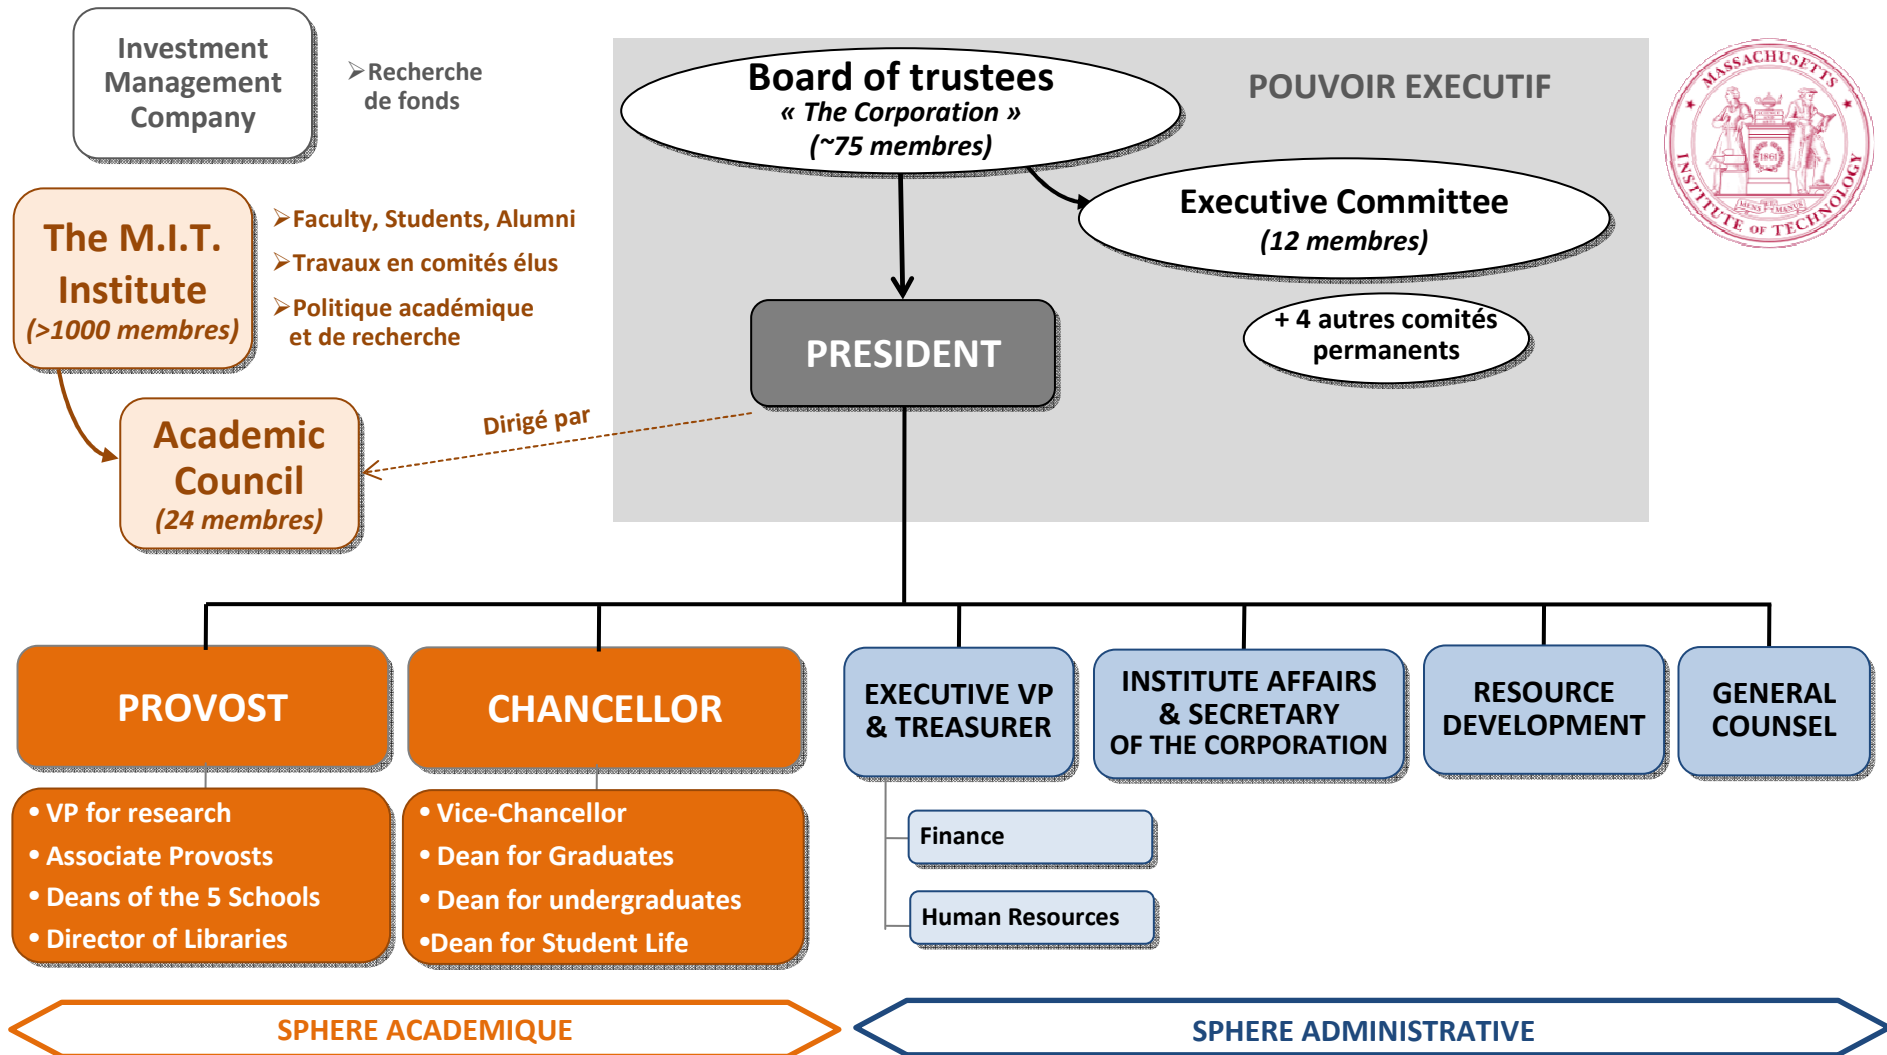 Investment
Management
Company
➢Recherche
de fonds
Board of trustees
« The Corporation »
(~75 membres)
POUVOIR EXECUTIF
MASSACHUSETTS
INSTITUTE OF TECHNOLOGY
1861
MENS ET MANUS
Executive Committee
(12 membres)
+ 4 autres comités
permanents
The M.I.T.
Institute
(>1000 membres)
➢Faculty, Students, Alumni
➢Travaux en comités élus
➢Politique académique
et de recherche
PRESIDENT
Dirigé par
Academic
Council
(24 membres)
PROVOST
CHANCELLOR
EXECUTIVE VP
& TREASURER
INSTITUTE AFFAIRS
& SECRETARY
OF THE CORPORATION
RESOURCE
DEVELOPMENT
GENERAL
COUNSEL
• VP for research
• Associate Provosts
• Deans of the 5 Schools
• Director of Libraries
• Vice-Chancellor
• Dean for Graduates
• Dean for undergraduates
•Dean for Student Life
Finance
Human Resources
SPHERE ACADEMIQUE
SPHERE ADMINISTRATIVE